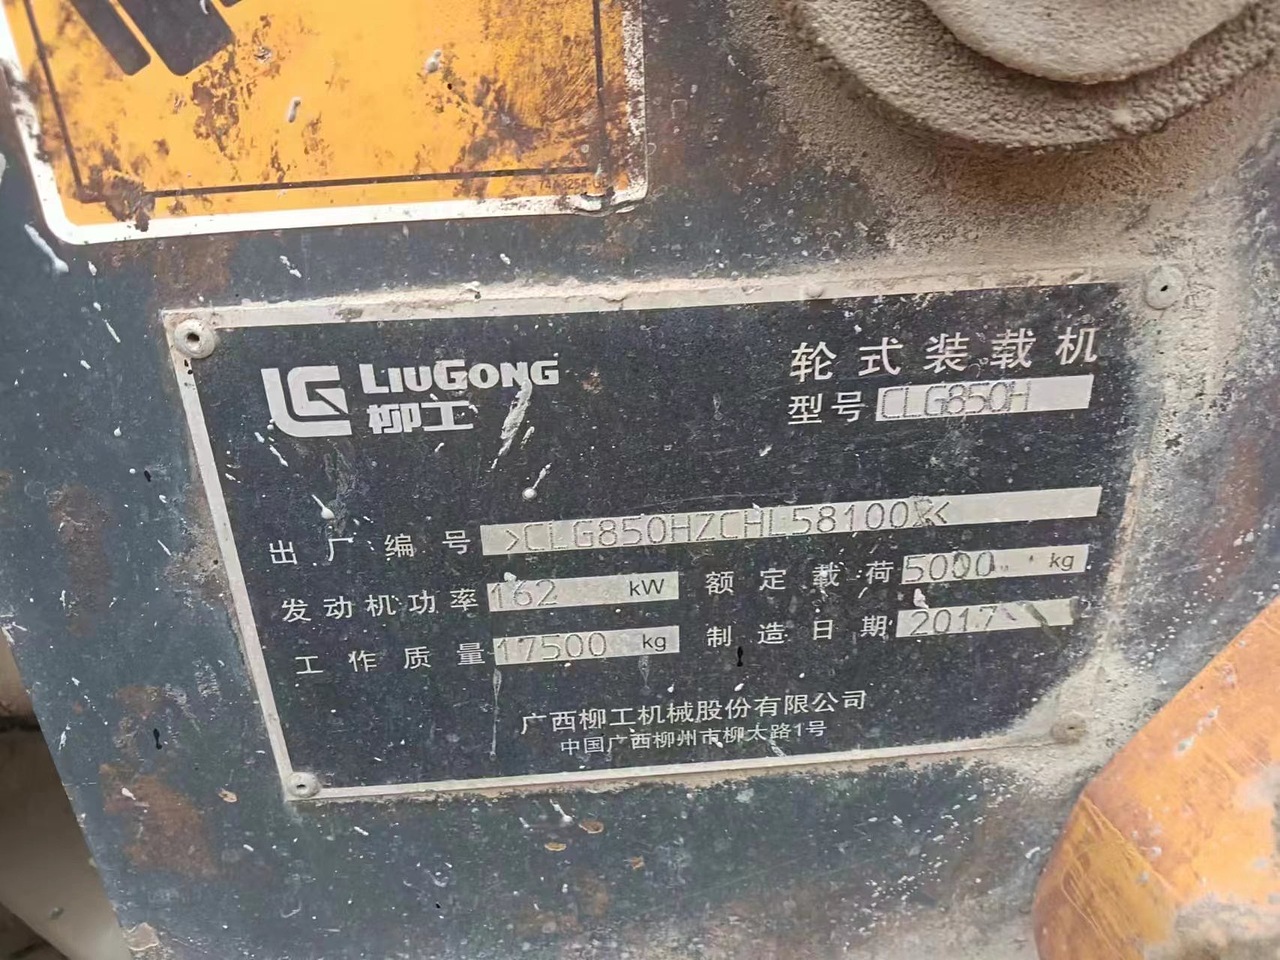 LIUGONG
柳工
轮式装载机
型号 CLG850H
出厂编号 >CLG850HZCHL58100X<
发动机功率 162 kW 额定载荷 5000 kg
工作质量 17500 kg 制造日期 2017
广西柳工机械股份有限公司
中国广西柳州市柳太路1号